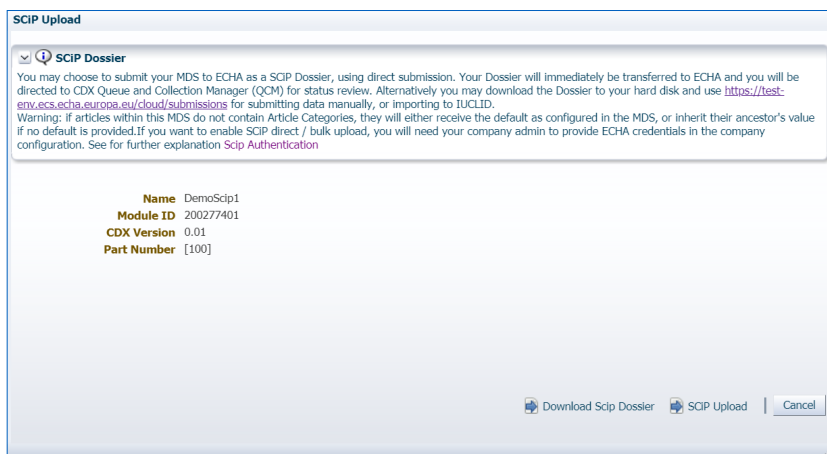 SCiP Upload
SCiP Dossier
You may choose to submit your MDS to ECHA as a SCiP Dossier, using direct submission. Your Dossier will immediately be transferred to ECHA and you will be
directed to CDX Queue and Collection Manager (QCM) for status review. Alternatively you may download the Dossier to your hard disk and use https://test-
env.ecs.echa.europa.eu/cloud/submissions for submitting data manually, or importing to IUCLID.
Warning: if articles within this MDS do not contain Article Categories, they will either receive the default as configured in the MDS, or inherit their ancestor's value
if no default is provided.If you want to enable SCiP direct / bulk upload, you will need your company admin to provide ECHA credentials in the company
configuration. See for further explanation Scip Authentication
Name DemoScip1
Module ID 200277401
CDX Version 0.01
Part Number [100]
Download Scip Dossier SCiP Upload | Cancel